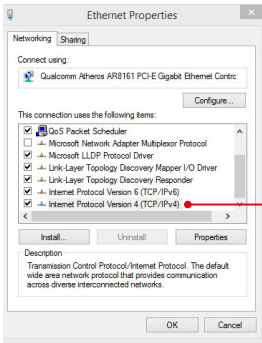 Ethernet Properties
Networking
Sharing
Connect using:
Qualcomm Atheros AR8161 PCI-E Gigabit Ethernet Contrc
Configure...
This connection uses the following items:
QoS Packet Scheduler
Microsoft Network Adapter Multiplexor Protocol
Microsoft LLDP Protocol Driver
Link-Layer Topology Discovery Mapper I/O Driver
Link-Layer Topology Discovery Responder
Internet Protocol Version 6 (TCP/IPv6)
Internet Protocol Version 4 (TCP/IPv4)
Install...
Uninstall
Properties
Description
Transmission Control Protocol/Internet Protocol. The default
wide area network protocol that provides communication
across diverse interconnected networks.
OK
Cancel